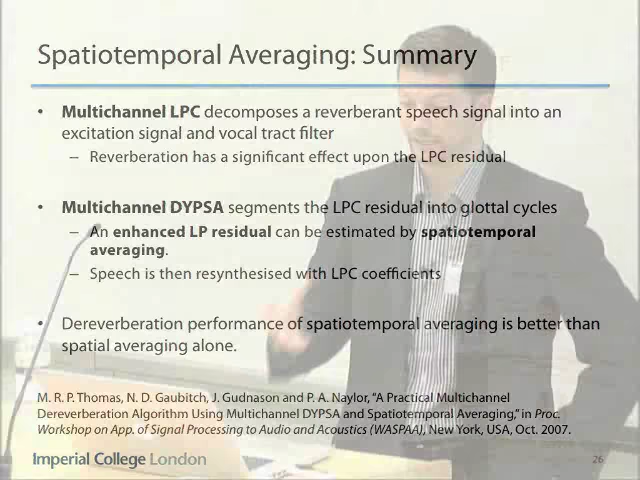 Spatiotemporal Averaging: Summary
• Multichannel LPC decomposes a reverberant speech signal into an
excitation signal and vocal tract filter
– Reverberation has a significant effect upon the LPC residual
• Multichannel DYPSA segments the LPC residual into glottal cycles
– An enhanced LP residual can be estimated by spatiotemporal
averaging.
– Speech is then resynthesised with LPC coefficients
• Dereverberation performance of spatiotemporal averaging is better than
spatial averaging alone.
M. R. P. Thomas, N. D. Gaubitch, J. Gudnason and P. A. Naylor, "A Practical Multichannel
Dereverberation Algorithm Using Multichannel DYPSA and Spatiotemporal Averaging," in Proc.
Workshop on App. of Signal Processing to Audio and Acoustics (WASPAA), New York, USA, Oct. 2007.
Imperial College London 26